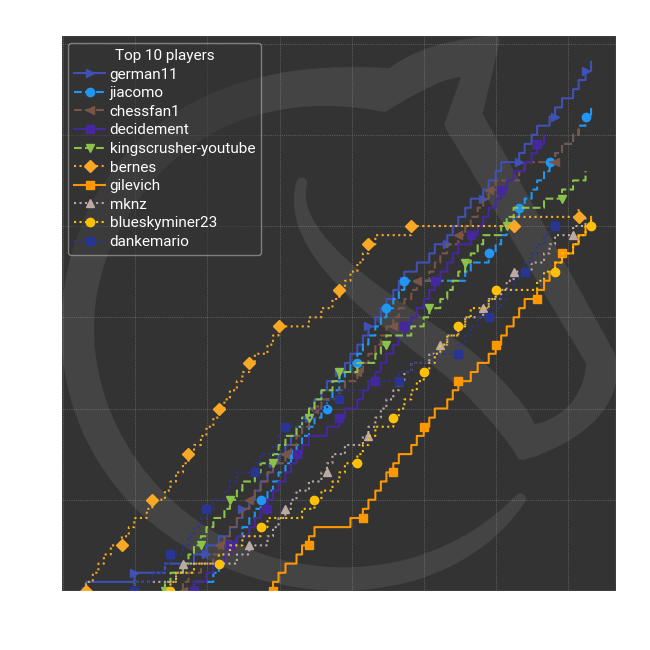 Top 10 players
german11
jiacomo
chessfan1
decidement
kingscrusher-youtube
bernes
gilevich
mknz
blueskyminer23
dankemario